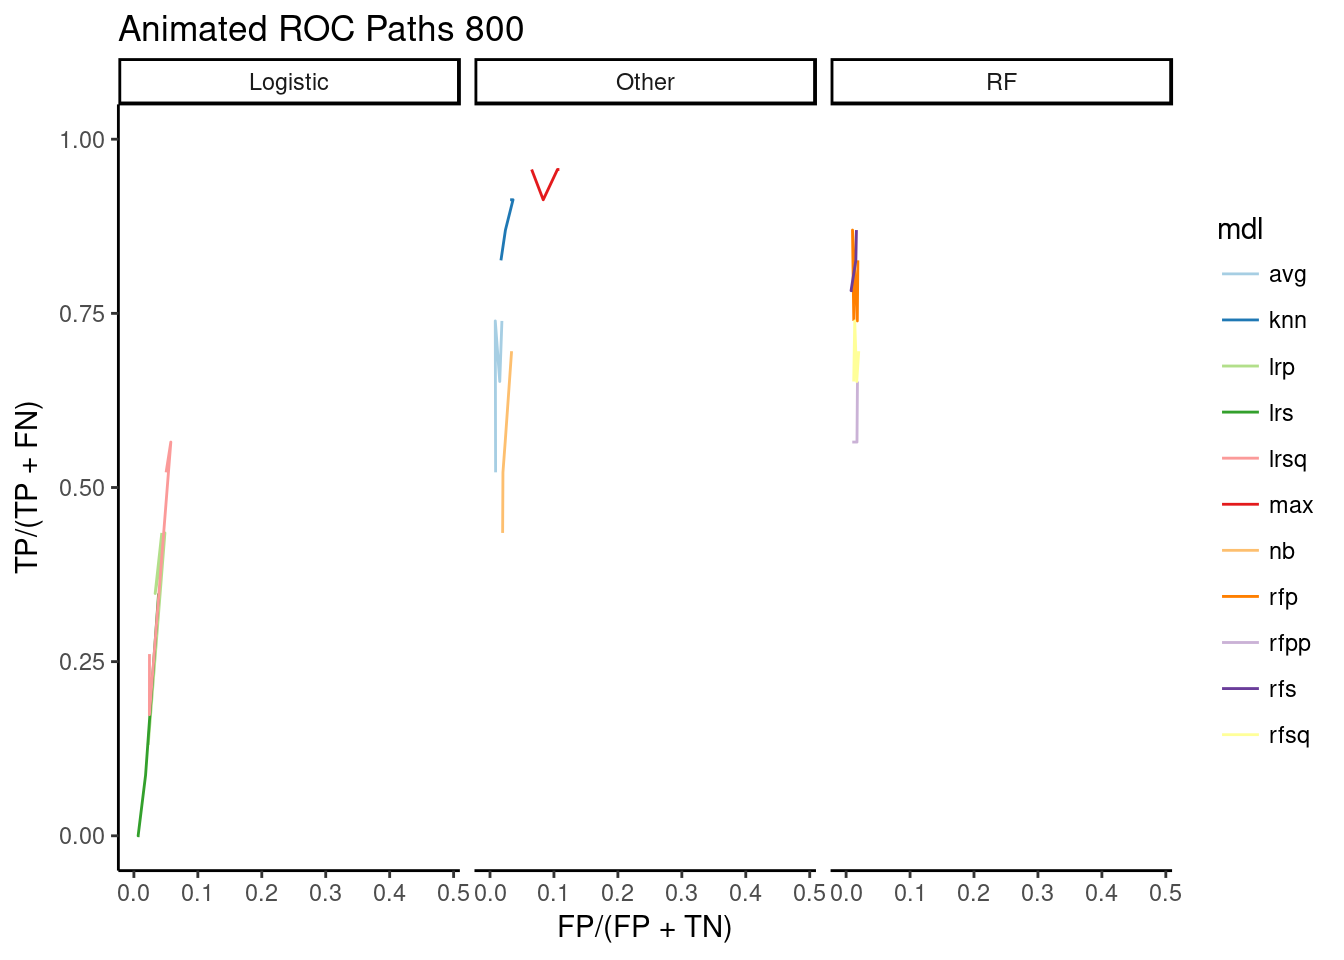 Animated ROC Paths 800
Logistic Other RF
1.00
0.75
0.50
0.25
0.00
TP/(TP + FN)
0.0 0.1 0.2 0.3 0.4 0.5 0.0 0.1 0.2 0.3 0.4 0.5 0.0 0.1 0.2 0.3 0.4 0.5
FP/(FP + TN)
mdl
avg
knn
lrp
lrs
lrsq
max
nb
rfp
rfpp
rfs
rfsq